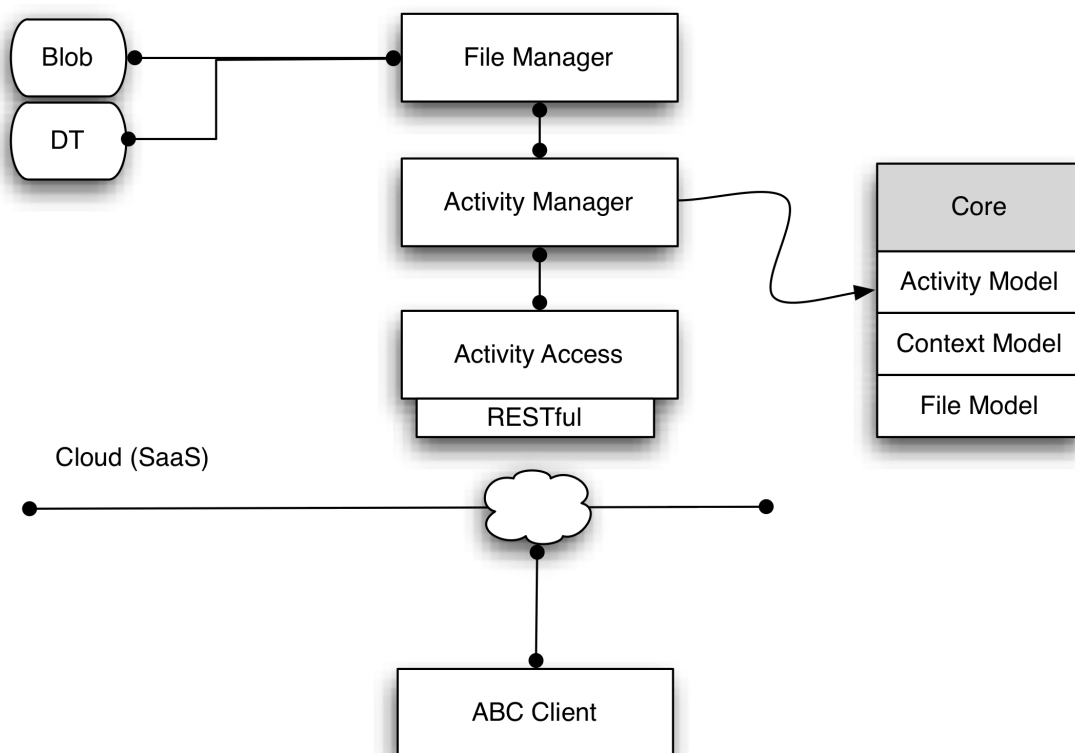 Blob
File Manager
DT
Activity Manager
Core
Activity Model
Activity Access
Context Model
RESTful
File Model
Cloud (SaaS)
ABC Client